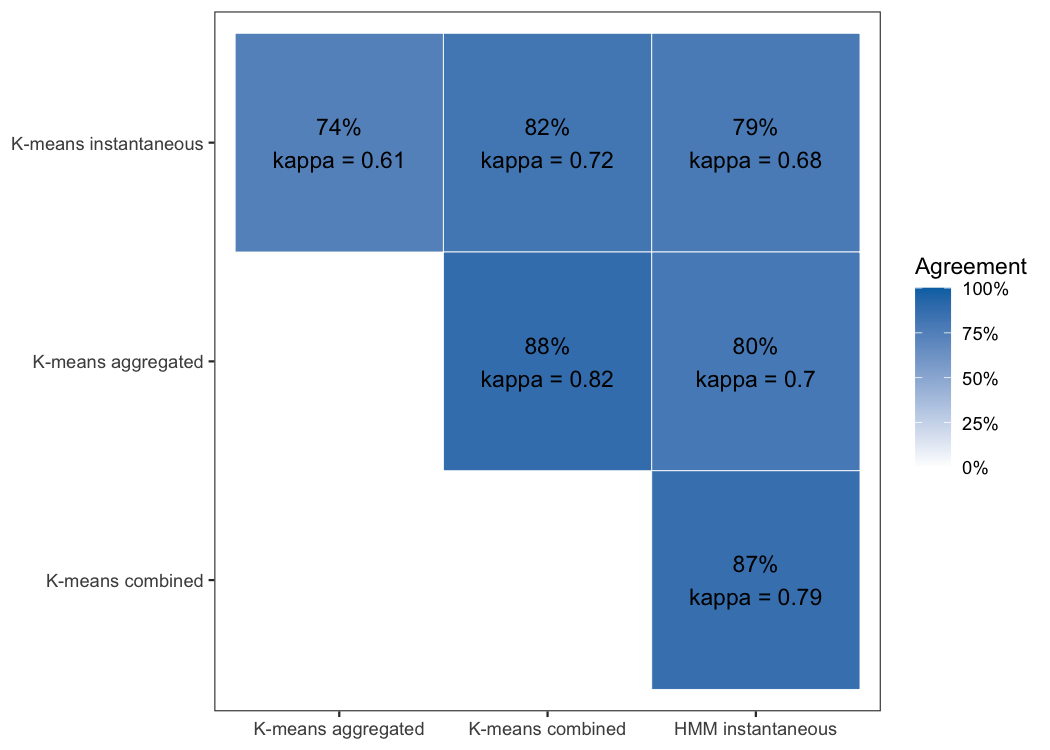 K-means instantaneous
74%
kappa = 0.61
82%
kappa = 0.72
79%
kappa = 0.68
K-means aggregated
88%
kappa = 0.82
80%
kappa = 0.7
K-means combined
87%
kappa = 0.79
K-means aggregated
K-means combined
HMM instantaneous
Agreement
100%
75%
50%
25%
0%